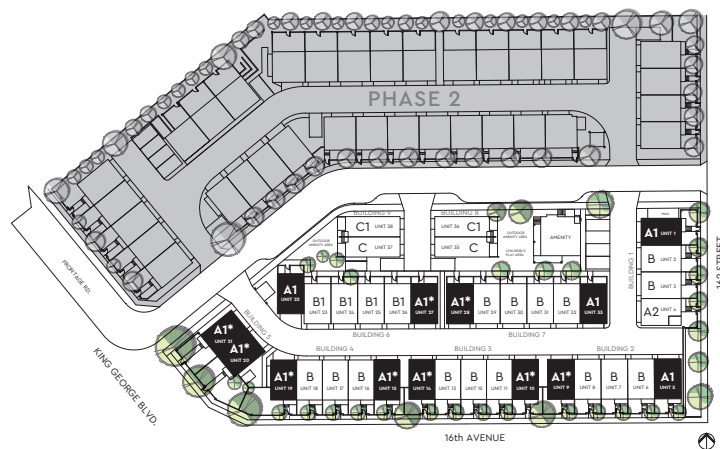 PHASE 2
BUILDING 9
C1 UNIT 38
C UNIT 37
BUILDING 8
UNIT 36 C1
UNIT 35 C
OUTDOOR AMENITY AREA
OUTDOOR AMENITY AREA
CHILDREN'S PLAY AREA
AMENITY
MAIL
A1 UNIT 1
B UNIT 2
B UNIT 3
A2 UNIT 4
BUILDING 1
162 STREET
FRONTAGE RD.
KING GEORGE BLVD.
A1 UNIT 22
B1 UNIT 23
B1 UNIT 24
B1 UNIT 25
B1 UNIT 26
A1* UNIT 27
A1* UNIT 28
B UNIT 29
B UNIT 30
B UNIT 31
B UNIT 32
A1 UNIT 33
BUILDING 6
BUILDING 7
BUILDING 5
A1* UNIT 21
A1* UNIT 20
BUILDING 4
BUILDING 3
BUILDING 2
A1* UNIT 19
B UNIT 18
B UNIT 17
B UNIT 16
A1* UNIT 15
A1* UNIT 14
B UNIT 13
B UNIT 12
B UNIT 11
A1* UNIT 10
A1* UNIT 9
B UNIT 8
B UNIT 7
B UNIT 6
A1 UNIT 5
16th AVENUE